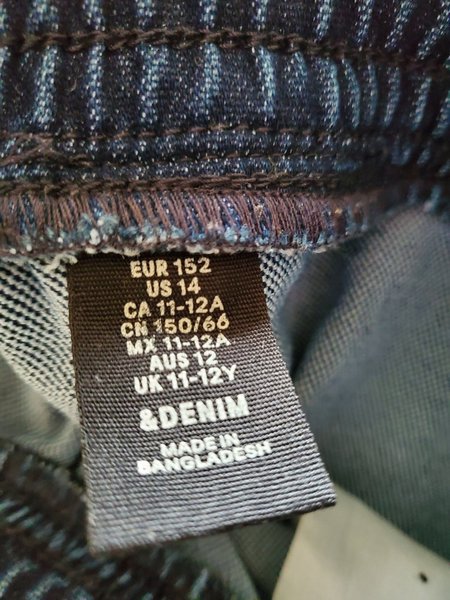 EUR 152
US 14
CA 11-12A
CN 150/66
MX 11-12A
AUS 12
UK 11-12Y
&DENIM
MADE IN
BANGLADESH